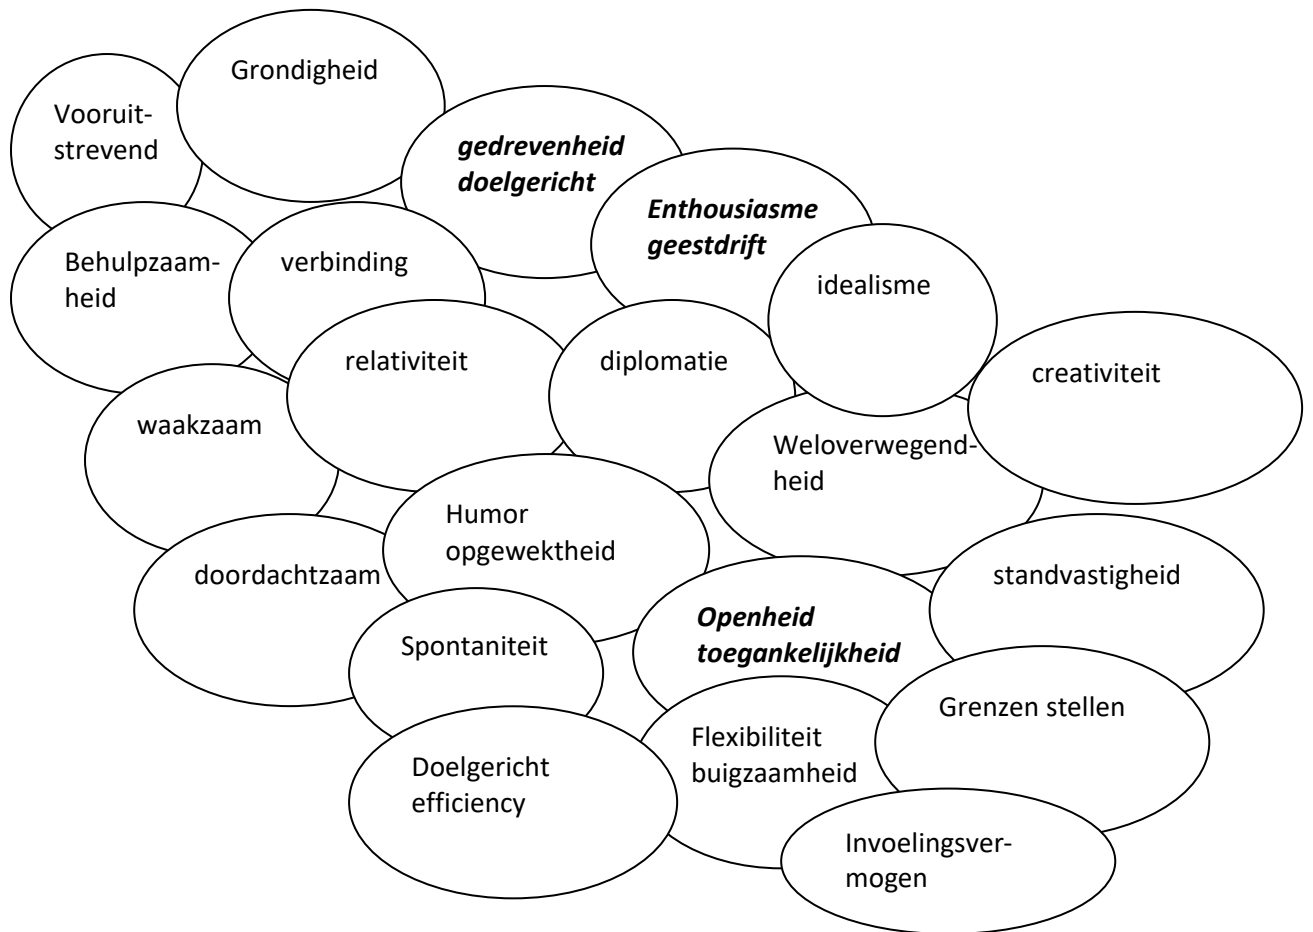 Grondigheid
Vooruit-
strevend
gedrevenheid
doelgericht
Enthousiasme
geestdrift
Behulpzaam-
heid
verbinding
idealisme
relativiteit
diplomatie
creativiteit
waakzaam
Weloverwegend-
heid
Humor
opgewektheid
doordachtzaam
standvastigheid
Openheid
toegankelijkheid
Spontaniteit
Grenzen stellen
Flexibiliteit
buigzaamheid
Doelgericht
efficiency
Invoelingsver-
mogen